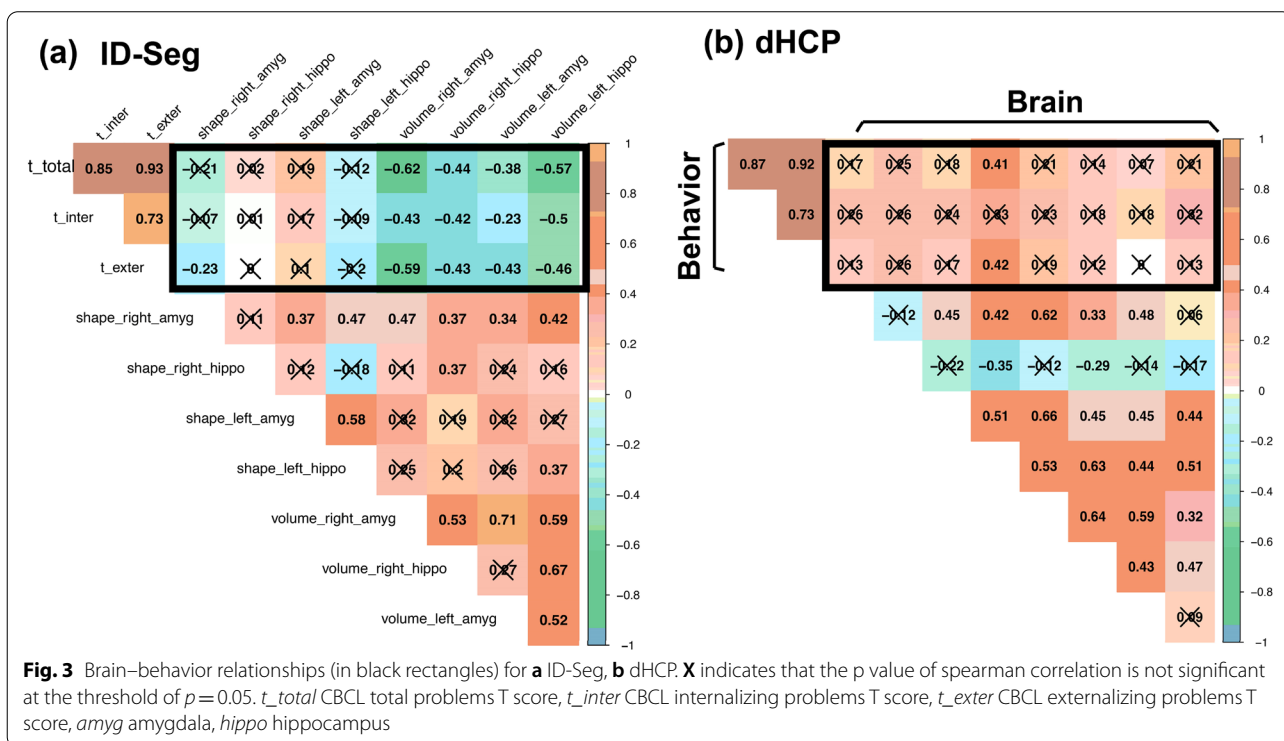 (a) ID-Seg
(b) dHCP
Brain
Behavior
t_inter t_exter shape_right_amyg shape_right_hippo shape_left_amyg shape_left_hippo volume_right_amyg volume_right_hippo volume_left_amyg volume_left_hippo
t_total 0.85 0.93 −0.21 0.02 0.19 −0.12 −0.62 −0.44 −0.38 −0.57
t_inter 0.73 −0.07 0.01 0.17 −0.09 −0.43 −0.42 −0.23 −0.5
t_exter −0.23 0 0.1 −0.2 −0.59 −0.43 −0.43 −0.46
shape_right_amyg 0.11 0.37 0.47 0.47 0.37 0.34 0.42
shape_right_hippo 0.12 −0.18 0.11 0.37 0.24 0.16
shape_left_amyg 0.58 0.32 0.19 0.32 0.27
shape_left_hippo 0.25 0.2 0.26 0.37
volume_right_amyg 0.53 0.71 0.59
volume_right_hippo 0.27 0.67
volume_left_amyg 0.52
1
0.8
0.6
0.4
0.2
0
−0.2
−0.4
−0.6
−0.8
−1
0.87 0.92 0.17 0.25 0.18 0.41 0.21 0.14 0.07 0.21
0.73 0.26 0.26 0.24 0.33 0.23 0.18 0.18 0.32
0.13 0.26 0.17 0.42 0.19 0.12 0 0.13
−0.12 0.45 0.42 0.62 0.33 0.48 0.06
−0.22 −0.35 −0.12 −0.29 −0.14 −0.17
0.51 0.66 0.45 0.45 0.44
0.53 0.63 0.44 0.51
0.64 0.59 0.32
0.43 0.47
0.09
1
0.8
0.6
0.4
0.2
0
−0.2
−0.4
−0.6
−0.8
−1
Fig. 3 Brain–behavior relationships (in black rectangles) for a ID-Seg, b dHCP. X indicates that the p value of spearman correlation is not significant
at the threshold of p = 0.05. t_total CBCL total problems T score, t_inter CBCL internalizing problems T score, t_exter CBCL externalizing problems T
score, amyg amygdala, hippo hippocampus